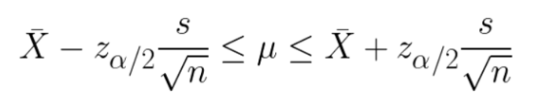 X̄ − z_{α/2} s/√n ≤ μ ≤ X̄ + z_{α/2} s/√n